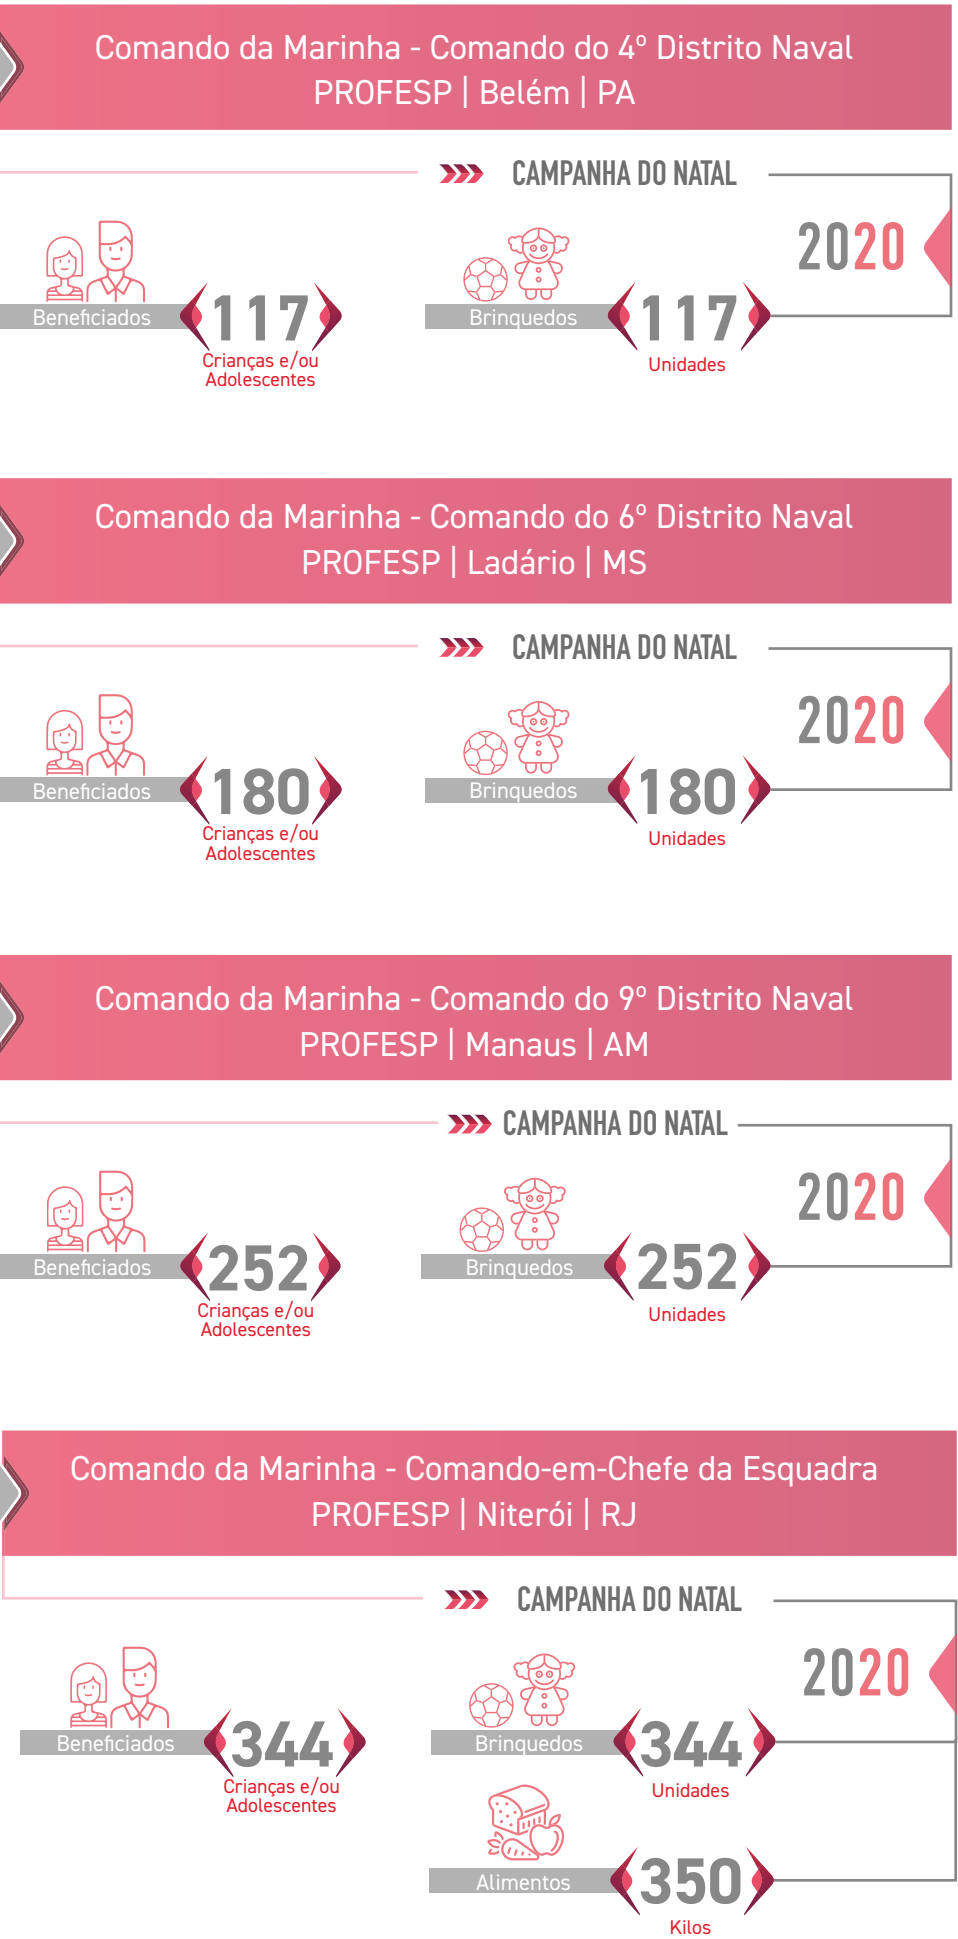 Comando da Marinha - Comando do 4º Distrito Naval
PROFESP | Belém | PA
CAMPANHA DO NATAL
2020
Beneficiados
117
Crianças e/ou
Adolescentes
Brinquedos
117
Unidades
Comando da Marinha - Comando do 6º Distrito Naval
PROFESP | Ladário | MS
CAMPANHA DO NATAL
2020
Beneficiados
180
Crianças e/ou
Adolescentes
Brinquedos
180
Unidades
Comando da Marinha - Comando do 9º Distrito Naval
PROFESP | Manaus | AM
CAMPANHA DO NATAL
2020
Beneficiados
252
Crianças e/ou
Adolescentes
Brinquedos
252
Unidades
Comando da Marinha - Comando-em-Chefe da Esquadra
PROFESP | Niterói | RJ
CAMPANHA DO NATAL
2020
Beneficiados
344
Crianças e/ou
Adolescentes
Brinquedos
344
Unidades
Alimentos
350
Kilos